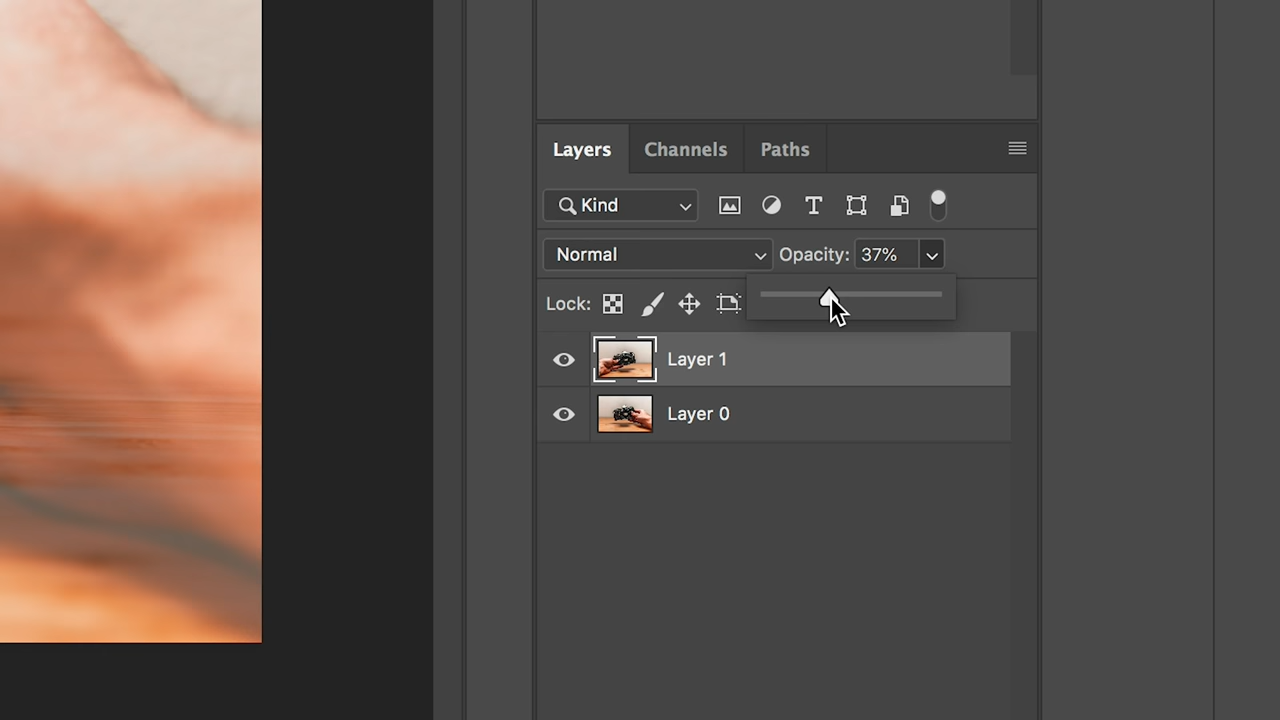 Layers Channels Paths
Kind
Normal Opacity: 37%
Lock:
Layer 1
Layer 0